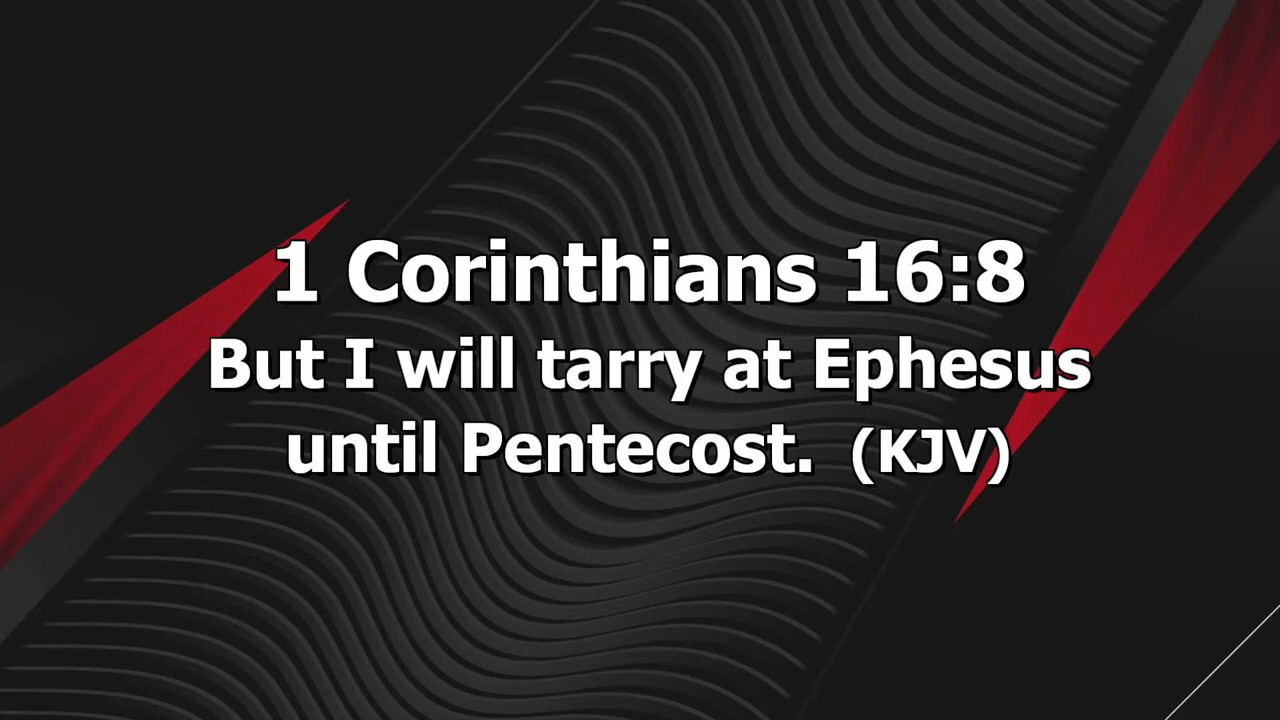 1 Corinthians 16:8
But I will tarry at Ephesus
until Pentecost. (KJV)